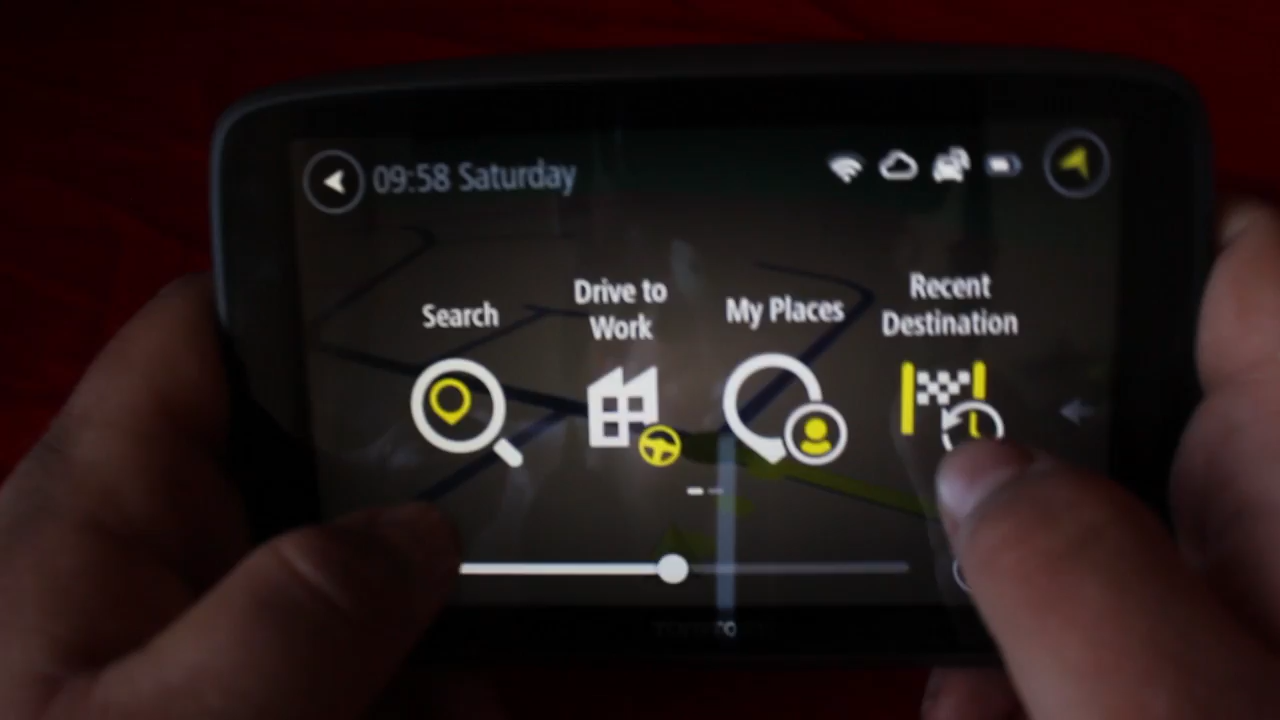 09:58 Saturday
Search
Drive to
Work
My Places
Recent
Destination